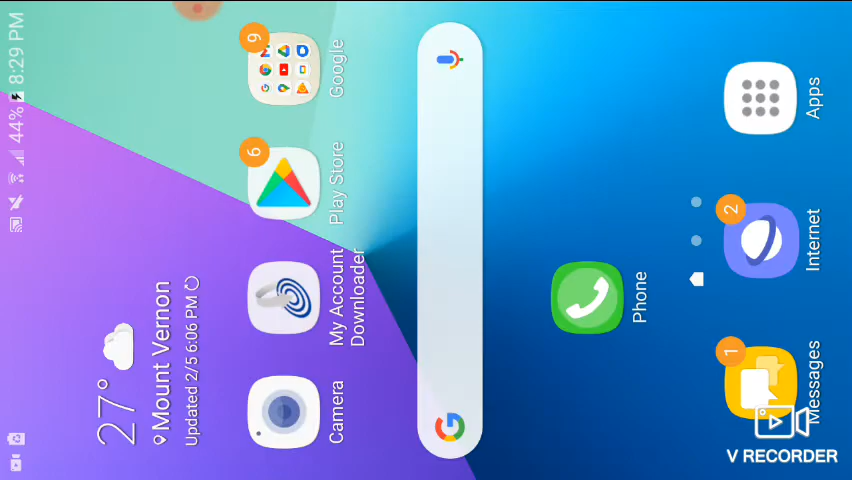 44% 8:29 PM
27°
Mount Vernon
Updated 2/5 6:06 PM
Camera
My Account
Downloader
6
Play Store
9
Google
Phone
1
Messages
2
Internet
Apps
V RECORDER